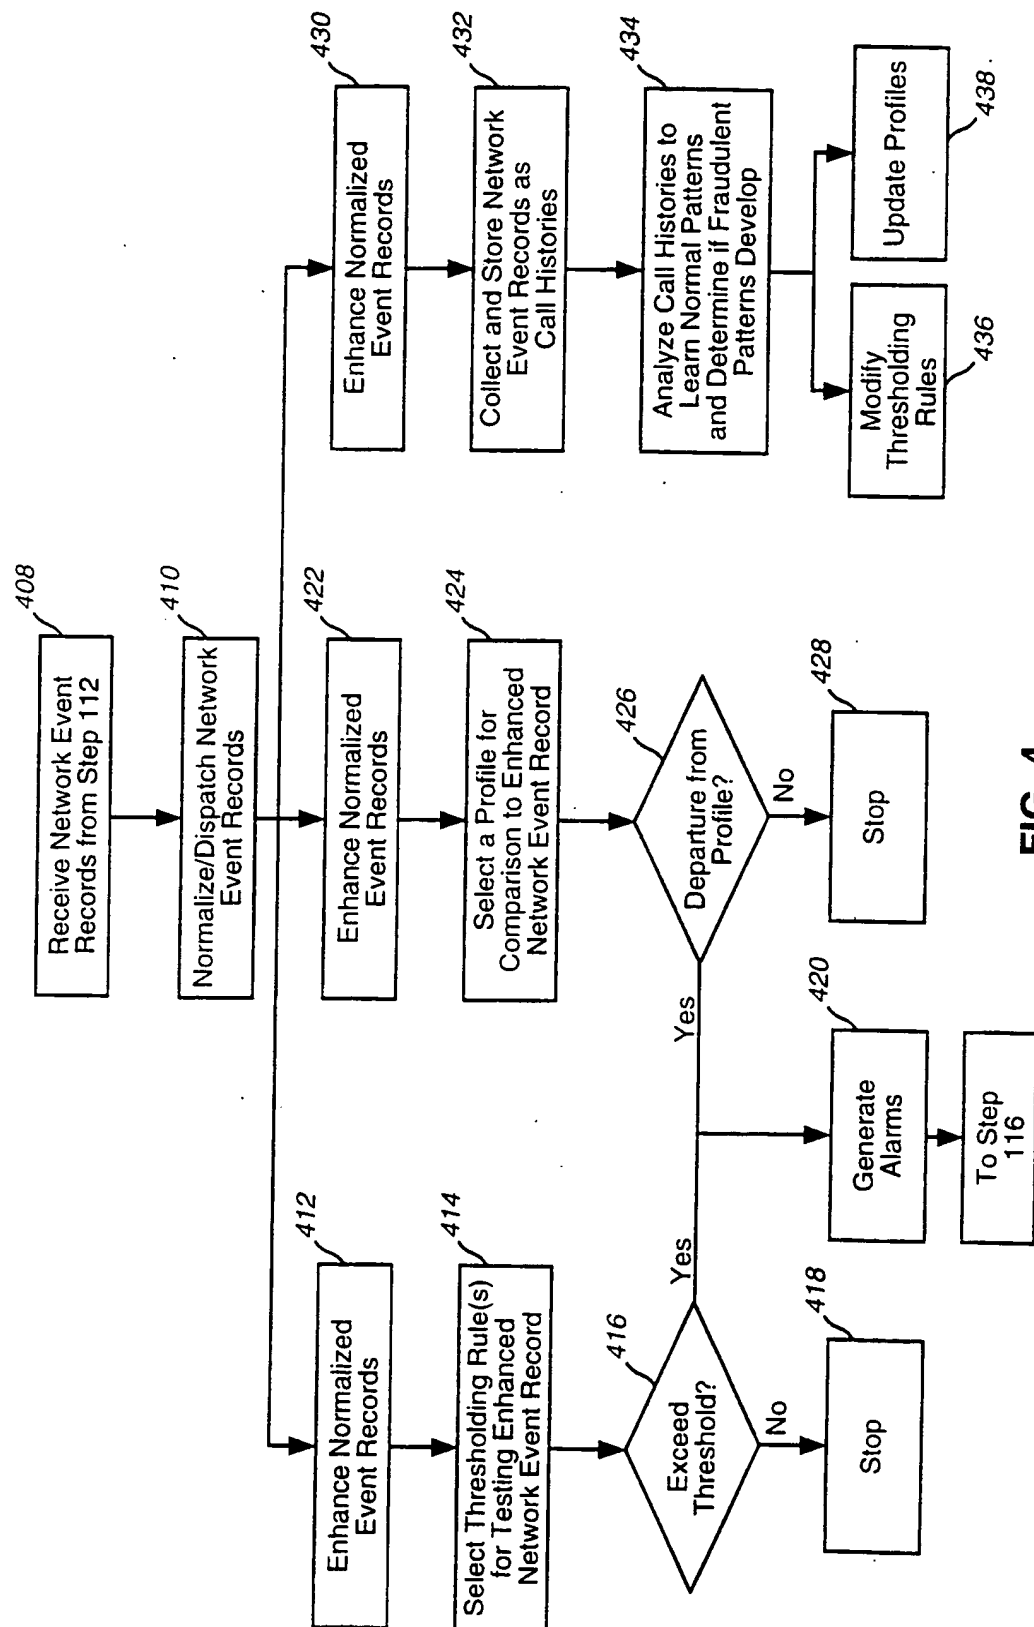 408
Receive Network Event
Records from Step 112
410
Normalize/Dispatch Network
Event Records
412
Enhance Normalized
Event Records
414
Select Thresholding Rule(s)
for Testing Enhanced
Network Event Record
416
Exceed
Threshold?
Yes
No
418
Stop
422
Enhance Normalized
Event Records
424
Select a Profile for
Comparison to Enhanced
Network Event Record
426
Departure from
Profile?
Yes
No
428
Stop
420
Generate
Alarms
To Step
116
430
Enhance Normalized
Event Records
432
Collect and Store Network
Event Records as
Call Histories
434
Analyze Call Histories to
Learn Normal Patterns
and Determine if Fraudulent
Patterns Develop
Modify
Thresholding
Rules
436
Update Profiles
438